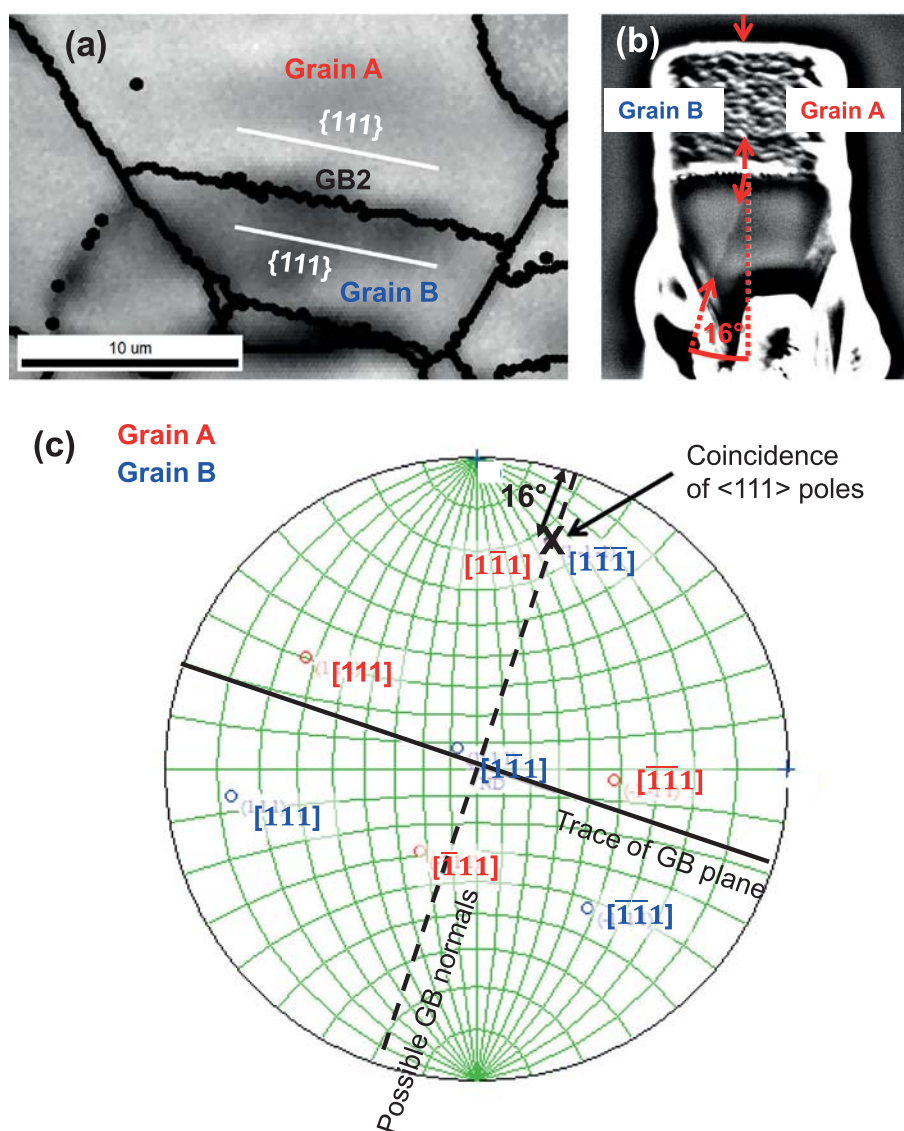 (a)
Grain A
{111}
GB2
{111}
Grain B
10 um
(b)
Grain B
Grain A
16°
(c)
Grain A
Grain B
Coincidence
of <111> poles
16°
[11̅1]
[11̅1̅]
[111]
[11̅1]
[1̅1̅1]
[111]
Trace of GB plane
[1̅11]
[1̅1̅1]
Possible GB normals